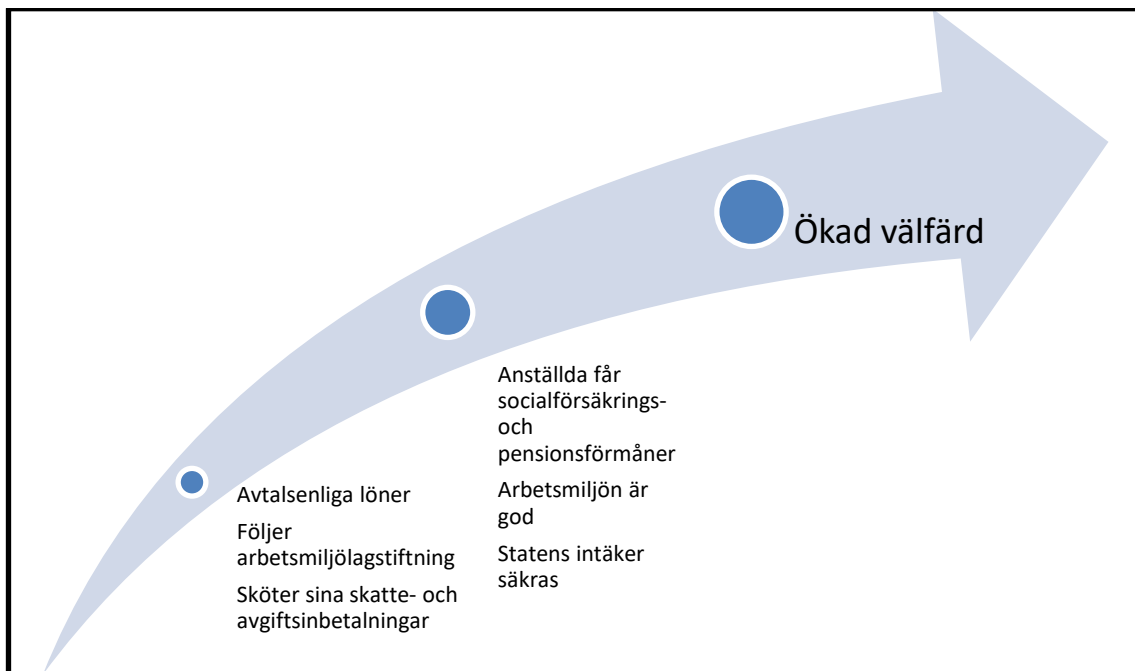 Avtalsenliga löner
Följer
arbetsmiljölagstiftning
Sköter sina skatte- och
avgiftsinbetalningar
Anställda får
socialförsäkrings-
och
pensionsförmåner
Arbetsmiljön är
god
Statens intäker
säkras
Ökad välfärd